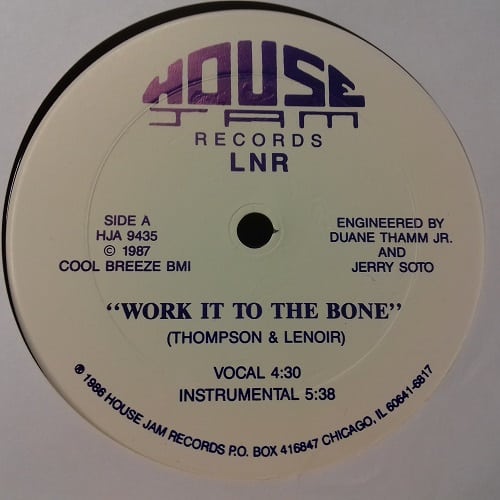 HOUSE
JAM
RECORDS
LNR
SIDE A
HJA 9435
© 1987
COOL BREEZE BMI
ENGINEERED BY
DUANE THAMM JR.
AND
JERRY SOTO
“WORK IT TO THE BONE”
(THOMPSON & LENOIR)
VOCAL 4:30
INSTRUMENTAL 5:38
℗ 1986 HOUSE JAM RECORDS P.O. BOX 416847 CHICAGO, IL 60641-6817